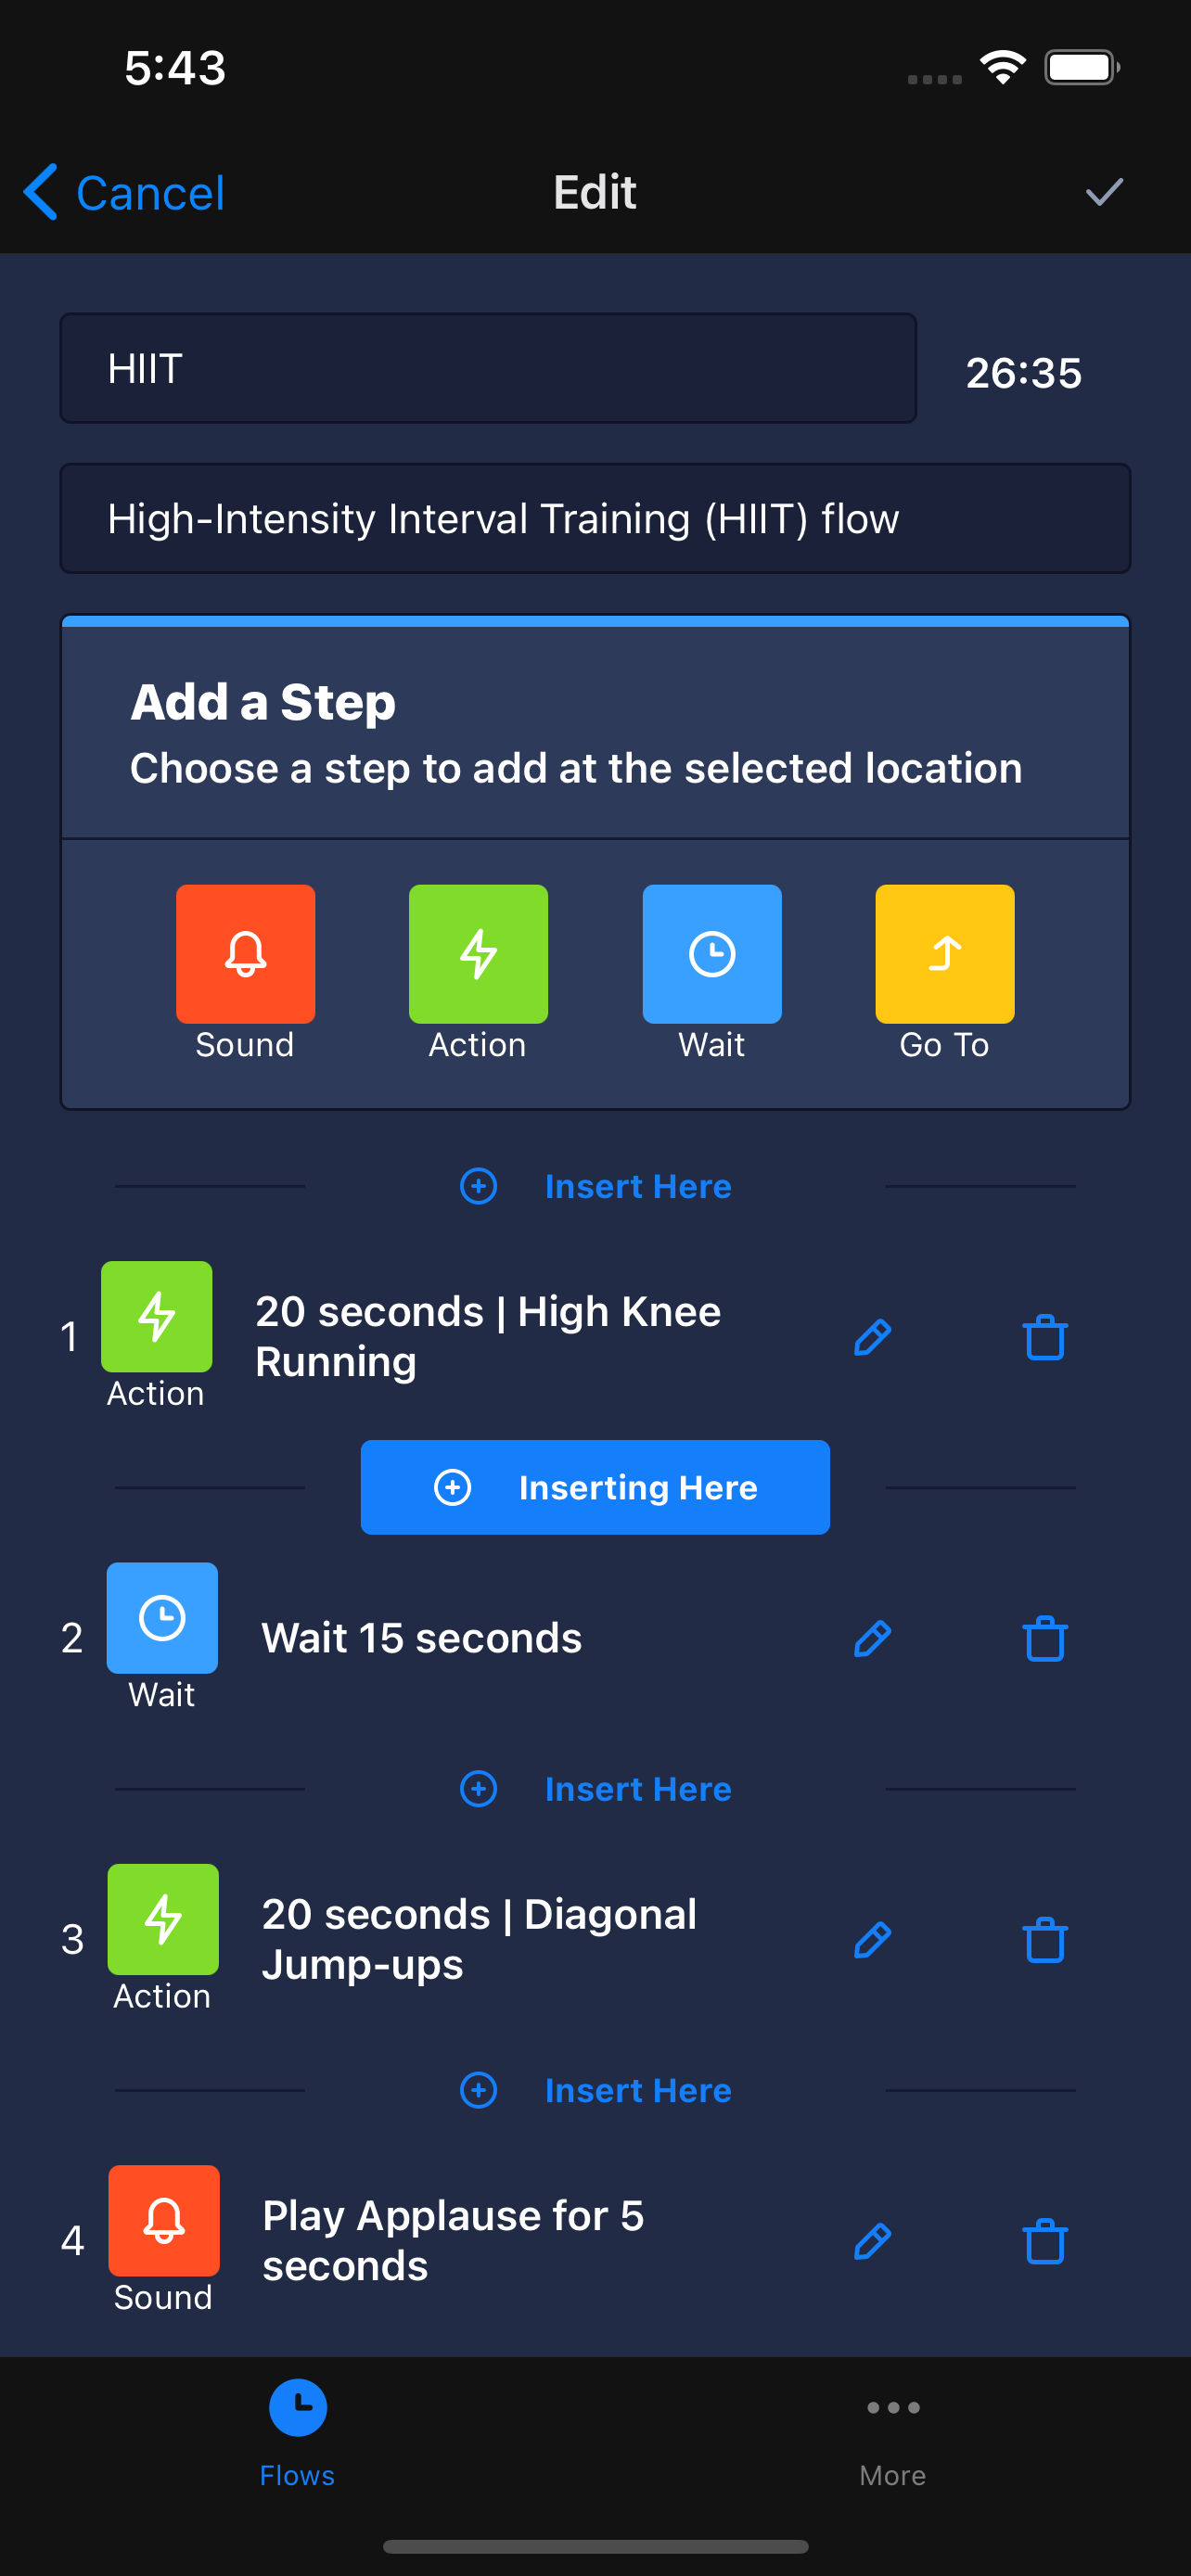 5:43
Cancel
Edit
HIIT
26:35
High-Intensity Interval Training (HIIT) flow
Add a Step
Choose a step to add at the selected location
Sound
Action
Wait
Go To
Insert Here
1
20 seconds | High Knee
Running
Action
Inserting Here
2
Wait 15 seconds
Wait
Insert Here
3
20 seconds | Diagonal
Jump-ups
Action
Insert Here
4
Play Applause for 5
seconds
Sound
Flows
More